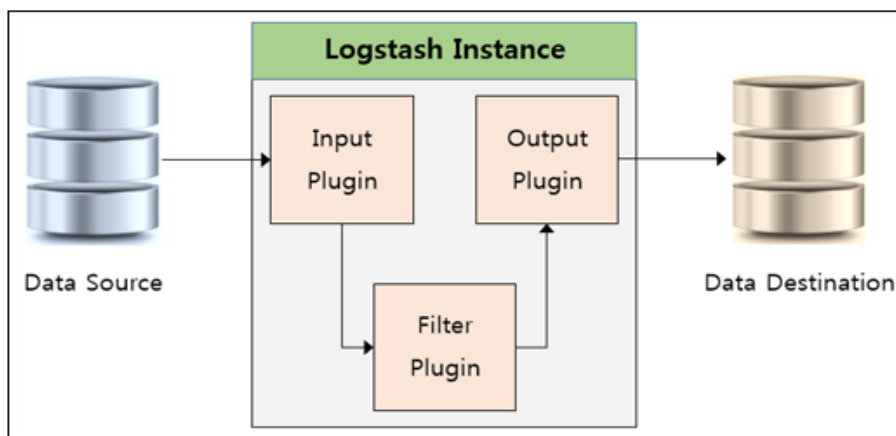 Logstash Instance
Input
Plugin
Output
Plugin
Filter
Plugin
Data Source
Data Destination